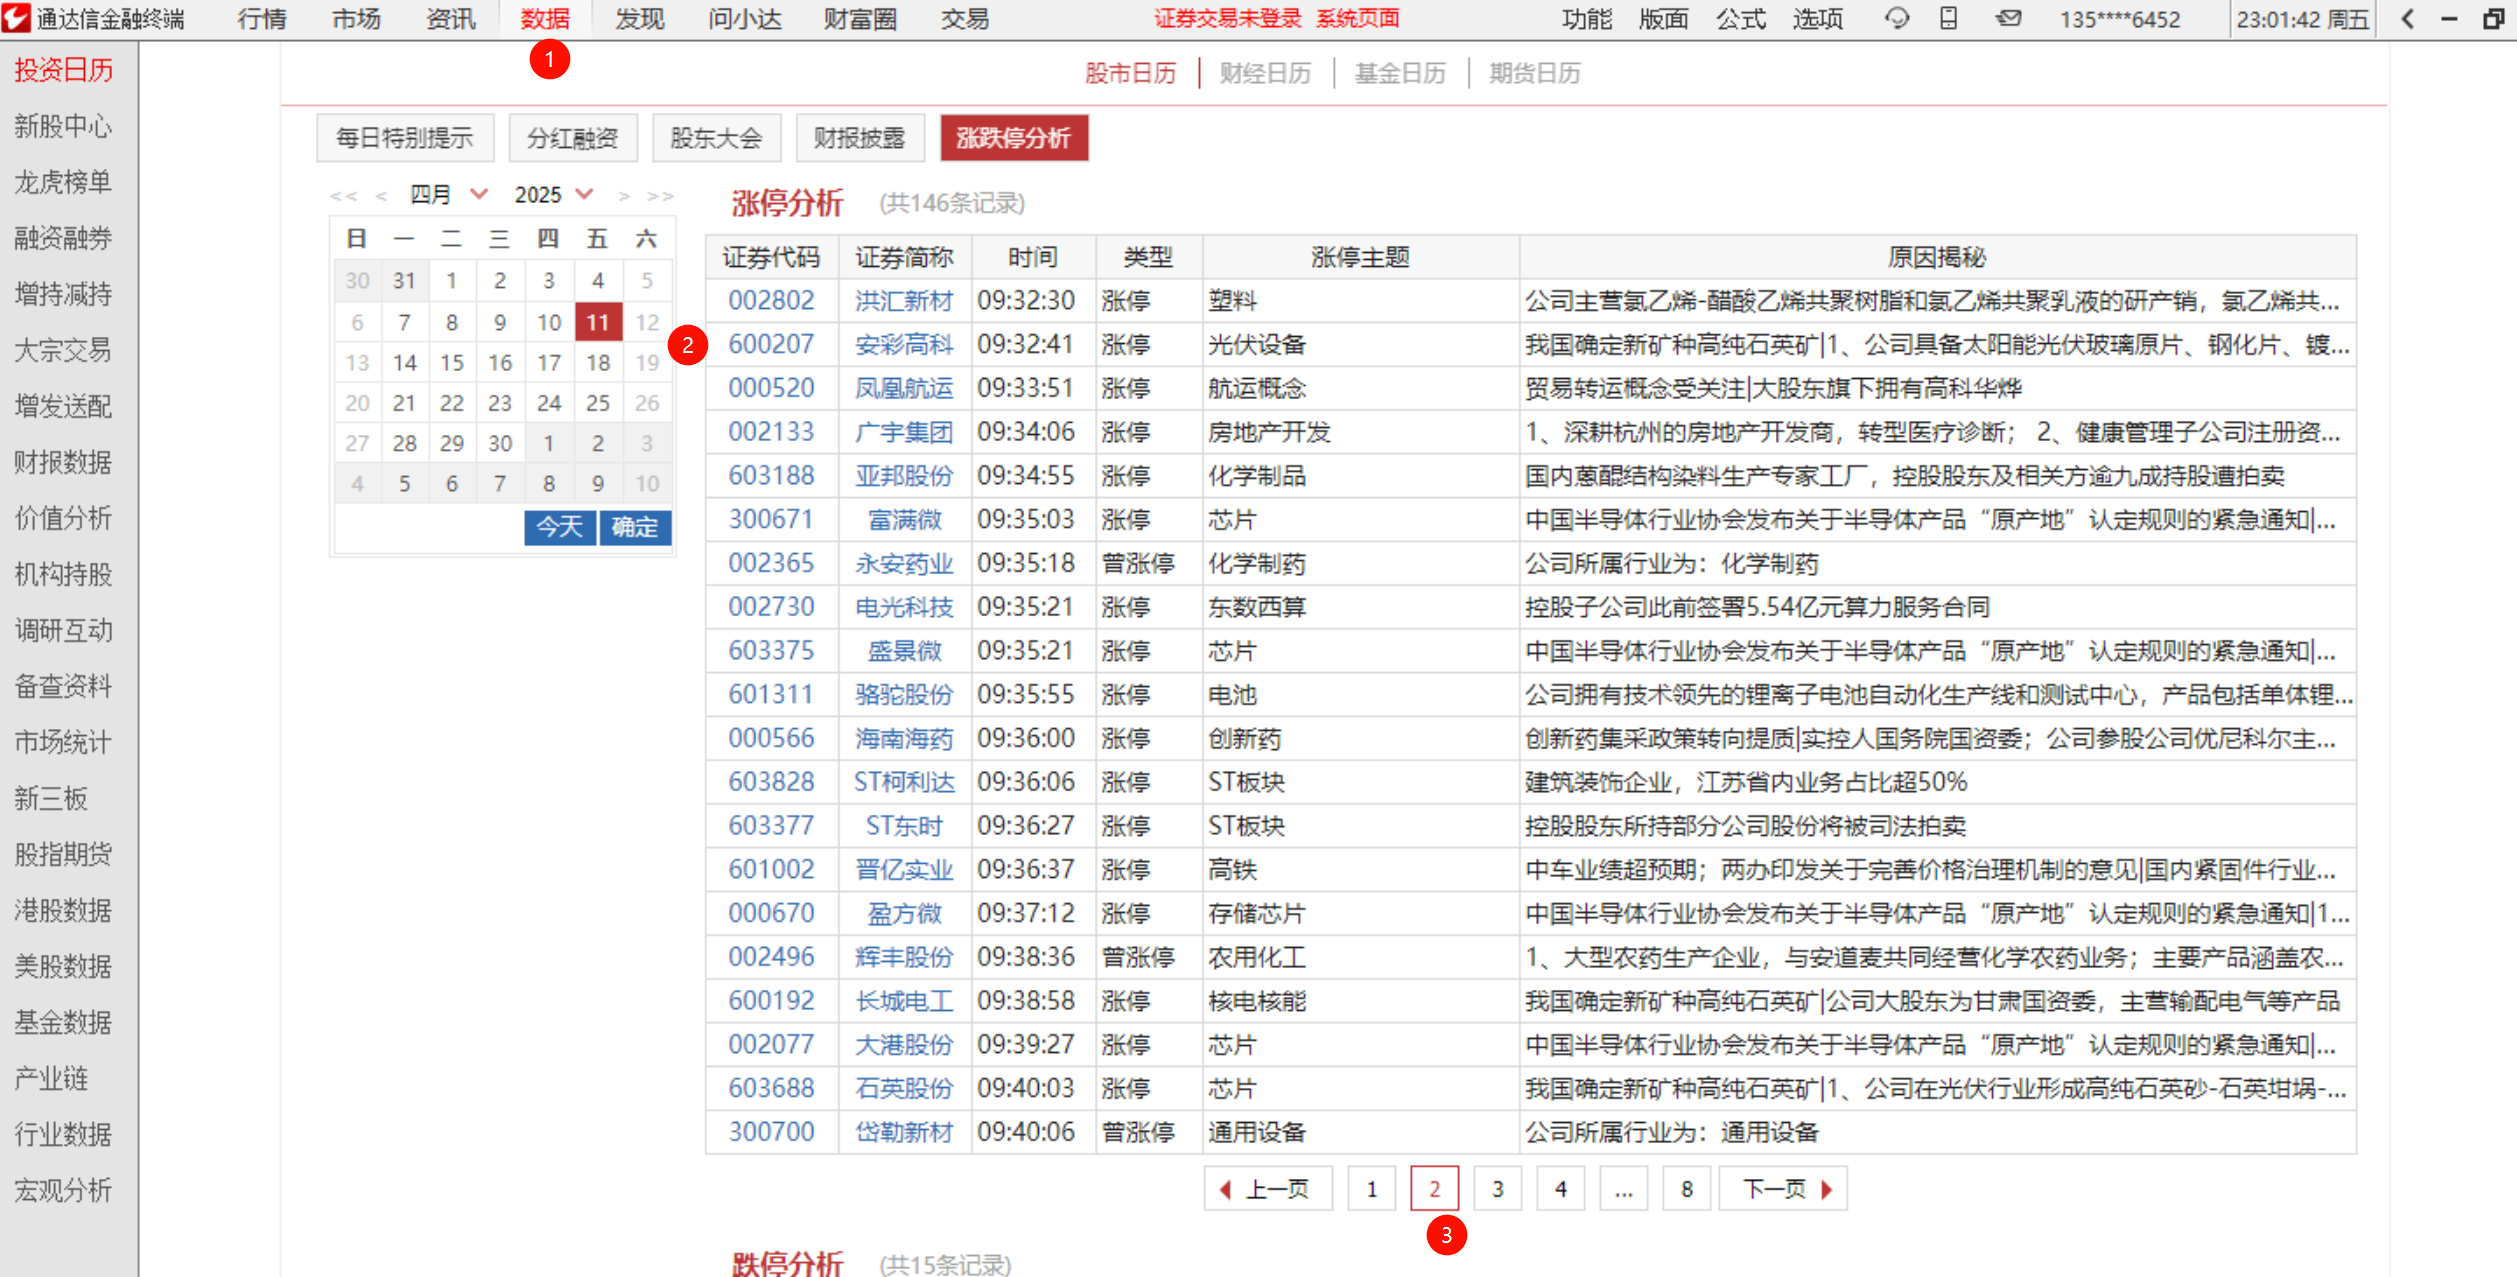 通达信金融终端 行情 市场 资讯 数据 发现 问小达 财富圈 交易 证券交易未登录 系统页面 功能 版面 公式 选项 135****6452 23:01:42 周五
1
投资日历
新股中心
龙虎榜单
融资融券
增持减持
大宗交易
增发送配
财报数据
价值分析
机构持股
调研互动
备查资料
市场统计
新三板
股指期货
港股数据
美股数据
基金数据
产业链
行业数据
宏观分析
股市日历 | 财经日历 | 基金日历 | 期货日历
每日特别提示 分红融资 股东大会 财报披露 涨跌停分析
<< < 四月 2025 > >>
日 一 二 三 四 五 六
30 31 1 2 3 4 5
6 7 8 9 10 11 12
13 14 15 16 17 18 19
20 21 22 23 24 25 26
27 28 29 30 1 2 3
4 5 6 7 8 9 10
今天 确定
2
涨停分析 (共146条记录)
证券代码 证券简称 时间 类型 涨停主题 原因揭秘
002802 洪汇新材 09:32:30 涨停 塑料 公司主营氯乙烯-醋酸乙烯共聚树脂和氯乙烯共聚乳液的研产销，氯乙烯共...
600207 安彩高科 09:32:41 涨停 光伏设备 我国确定新矿种高纯石英矿|1、公司具备太阳能光伏玻璃原片、钢化片、镀...
000520 凤凰航运 09:33:51 涨停 航运概念 贸易转运概念受关注|大股东旗下拥有高科华烨
002133 广宇集团 09:34:06 涨停 房地产开发 1、深耕杭州的房地产开发商，转型医疗诊断； 2、健康管理子公司注册资...
603188 亚邦股份 09:34:55 涨停 化学制品 国内蒽醌结构染料生产专家工厂，控股股东及相关方逾九成持股遭拍卖
300671 富满微 09:35:03 涨停 芯片 中国半导体行业协会发布关于半导体产品“原产地”认定规则的紧急通知|...
002365 永安药业 09:35:18 曾涨停 化学制药 公司所属行业为：化学制药
002730 电光科技 09:35:21 涨停 东数西算 控股子公司此前签署5.54亿元算力服务合同
603375 盛景微 09:35:21 涨停 芯片 中国半导体行业协会发布关于半导体产品“原产地”认定规则的紧急通知|...
601311 骆驼股份 09:35:55 涨停 电池 公司拥有技术领先的锂离子电池自动化生产线和测试中心，产品包括单体锂...
000566 海南海药 09:36:00 涨停 创新药 创新药集采政策转向提质|实控人国务院国资委；公司参股公司优尼科尔主...
603828 ST柯利达 09:36:06 涨停 ST板块 建筑装饰企业，江苏省内业务占比超50%
603377 ST东时 09:36:27 涨停 ST板块 控股股东所持部分公司股份将被司法拍卖
601002 晋亿实业 09:36:37 涨停 高铁 中车业绩超预期；两办印发关于完善价格治理机制的意见|国内紧固件行业...
000670 盈方微 09:37:12 涨停 存储芯片 中国半导体行业协会发布关于半导体产品“原产地”认定规则的紧急通知|1...
002496 辉丰股份 09:38:36 曾涨停 农用化工 1、大型农药生产企业，与安道麦共同经营化学农药业务；主要产品涵盖农...
600192 长城电工 09:38:58 涨停 核电核能 我国确定新矿种高纯石英矿|公司大股东为甘肃国资委，主营输配电气等产品
002077 大港股份 09:39:27 涨停 芯片 中国半导体行业协会发布关于半导体产品“原产地”认定规则的紧急通知|...
603688 石英股份 09:40:03 涨停 芯片 我国确定新矿种高纯石英矿|1、公司在光伏行业形成高纯石英砂-石英坩埚-...
300700 岱勒新材 09:40:06 曾涨停 通用设备 公司所属行业为：通用设备
上一页 1 2 3 4 ... 8 下一页
3
跌停分析 (共15条记录)